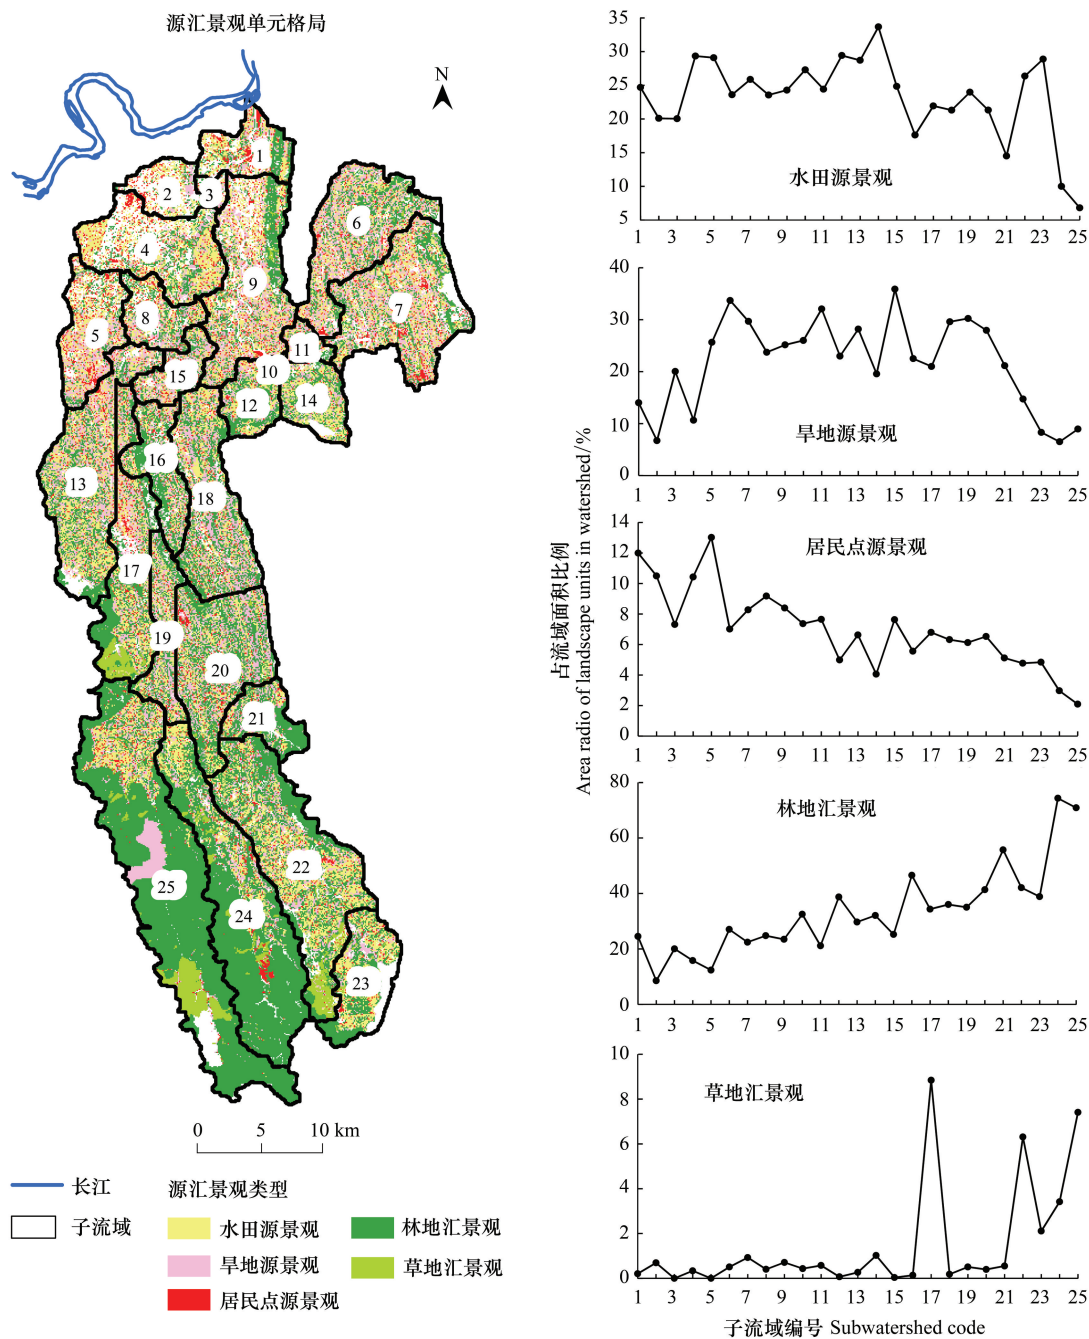 源汇景观单元格局
N
1
2
3
4
5
6
7
8
9
10
11
12
13
14
15
16
17
18
19
20
21
22
23
24
25
0 5 10 km
长江
子流域
源汇景观类型
水田源景观
旱地源景观
居民点源景观
林地汇景观
草地汇景观
占流域面积比例
Area radio of landscape units in watershed/%
35
30
25
20
15
10
5
水田源景观
1 3 5 7 9 11 13 15 17 19 21 23 25
40
30
20
10
0
旱地源景观
1 3 5 7 9 11 13 15 17 19 21 23 25
14
12
10
8
6
4
2
0
居民点源景观
1 3 5 7 9 11 13 15 17 19 21 23 25
80
60
40
20
0
林地汇景观
1 3 5 7 9 11 13 15 17 19 21 23 25
10
8
6
4
2
0
草地汇景观
1 3 5 7 9 11 13 15 17 19 21 23 25
子流域编号 Subwatershed code